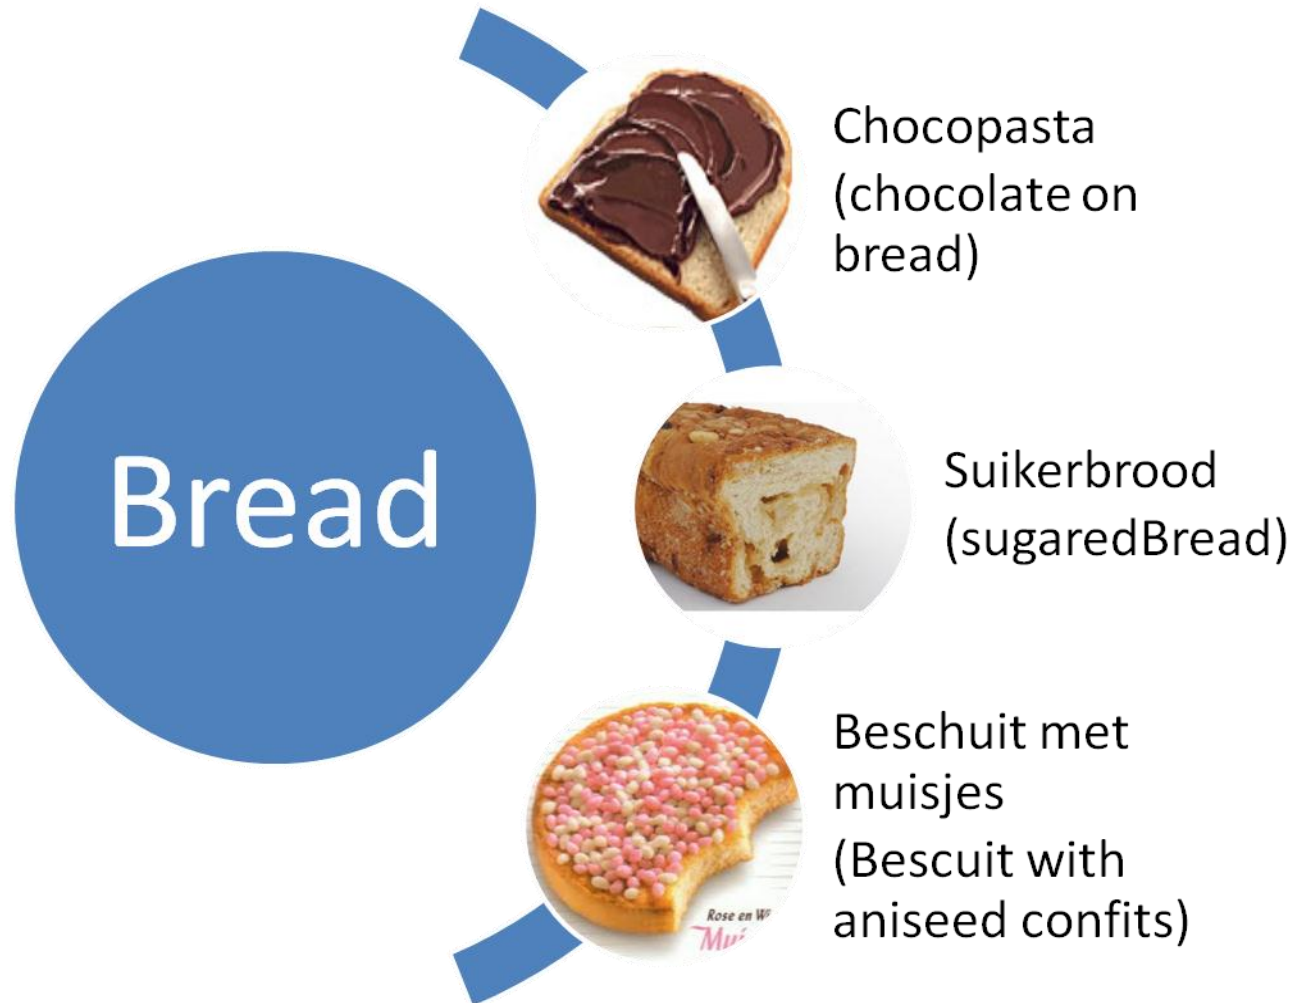 Chocopasta
(chocolate on
bread)
Bread
Suikerbrood
(sugaredBread)
Beschuit met
muisjes
(Bescuit with
aniseed confits)
Rose en